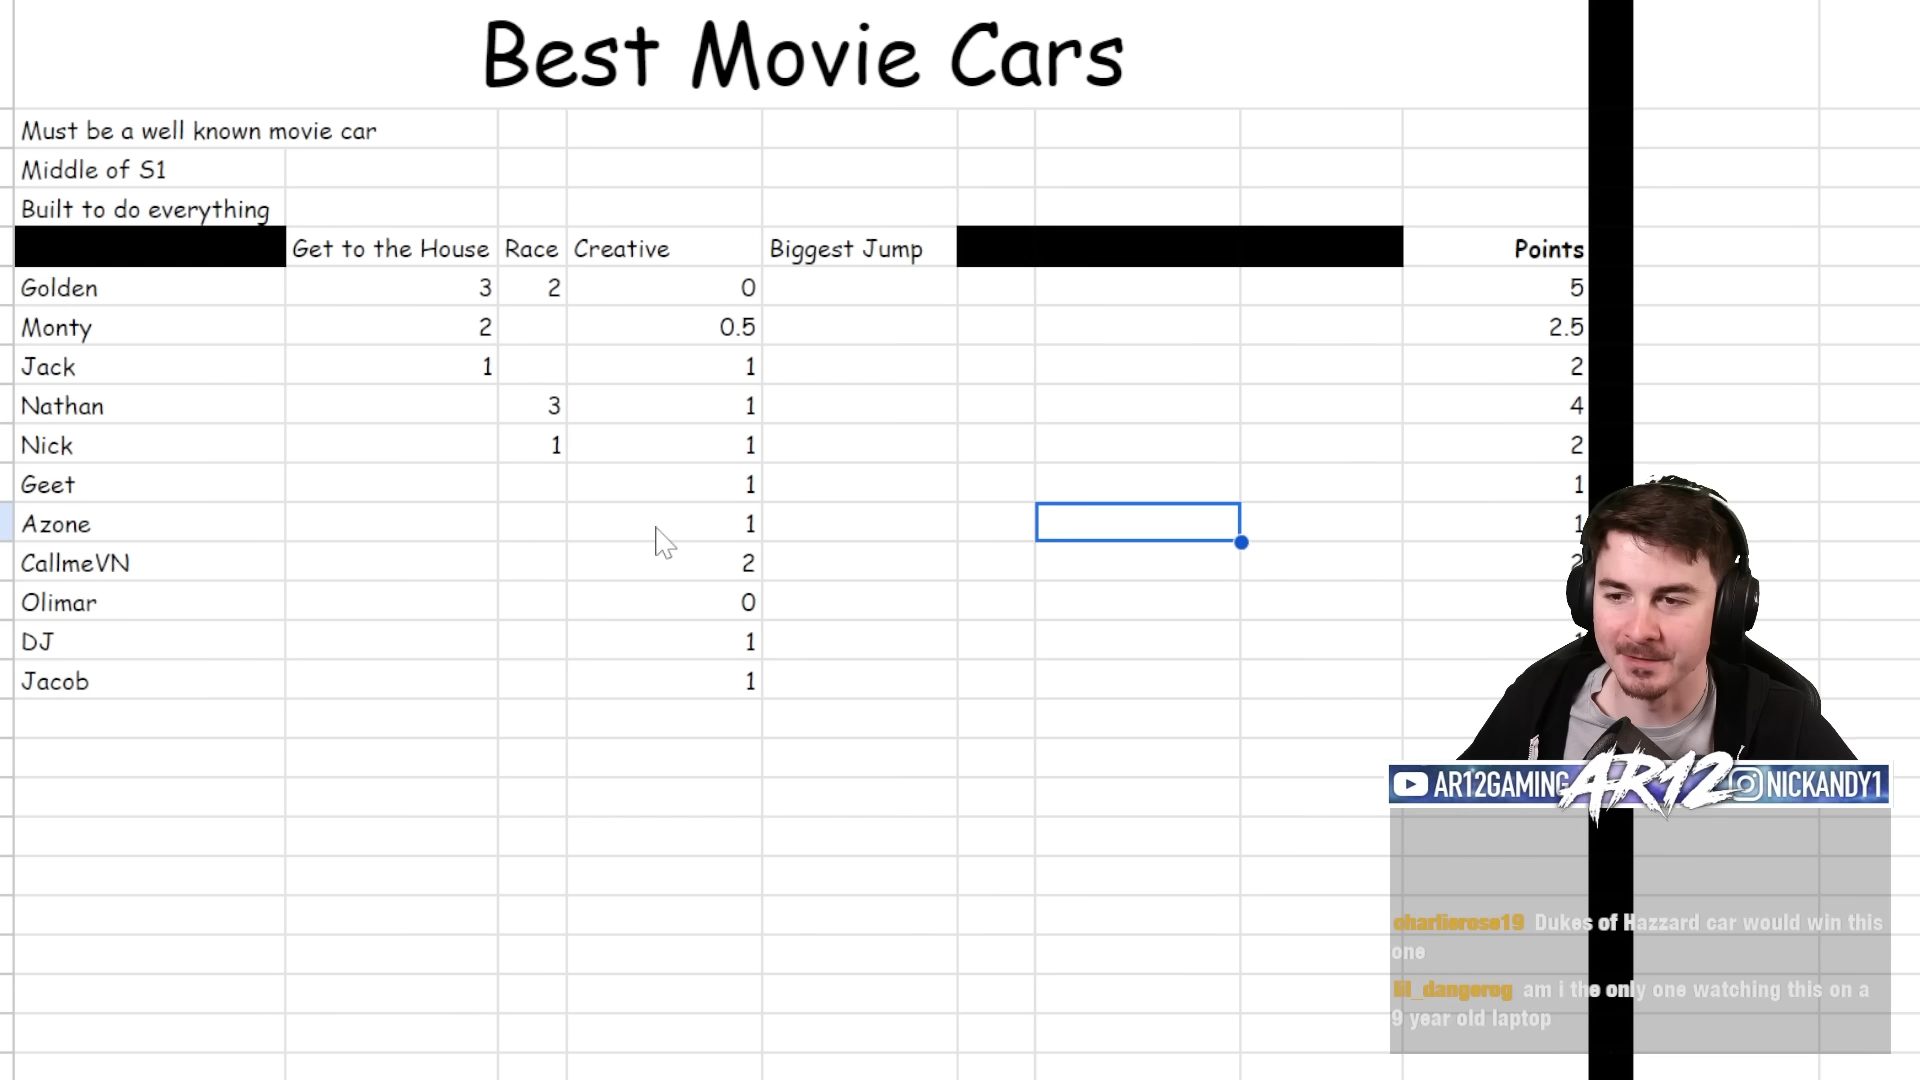 Best Movie Cars
Must be a well known movie car
Middle of S1
Built to do everything
Get to the House Race Creative Biggest Jump Points
Golden 3 2 0 5
Monty 2 0.5 2.5
Jack 1 1 2
Nathan 3 1 4
Nick 1 1 2
Geet 1 1
Azone 1 1
CallmeVN 2 2
Olimar 0
DJ 1
Jacob 1
AR12GAMING AR12 NICKANDY1
charlierose19 Dukes of Hazzard car would win this
one
lil_dangerog am i the only one watching this on a
9 year old laptop